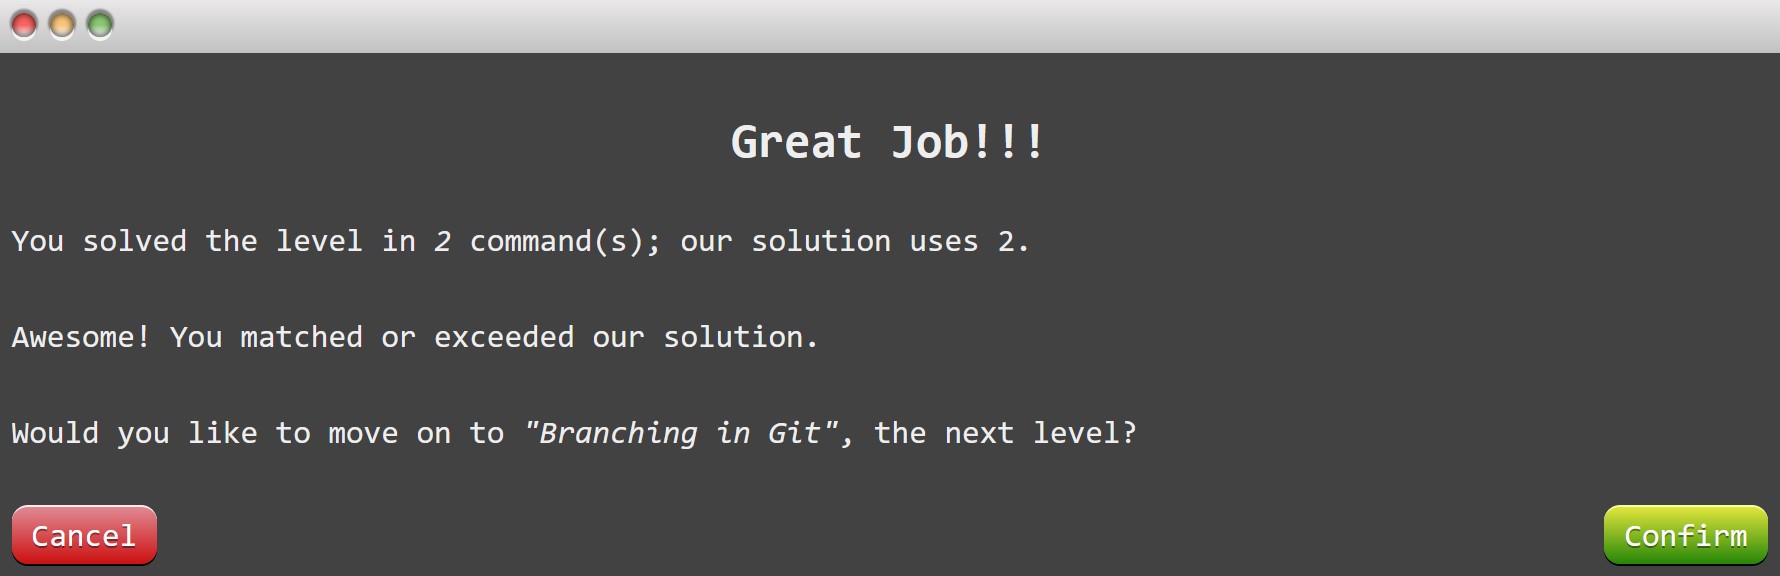 Great Job!!!
You solved the level in 2 command(s); our solution uses 2.
Awesome! You matched or exceeded our solution.
Would you like to move on to "Branching in Git", the next level?
Cancel
Confirm